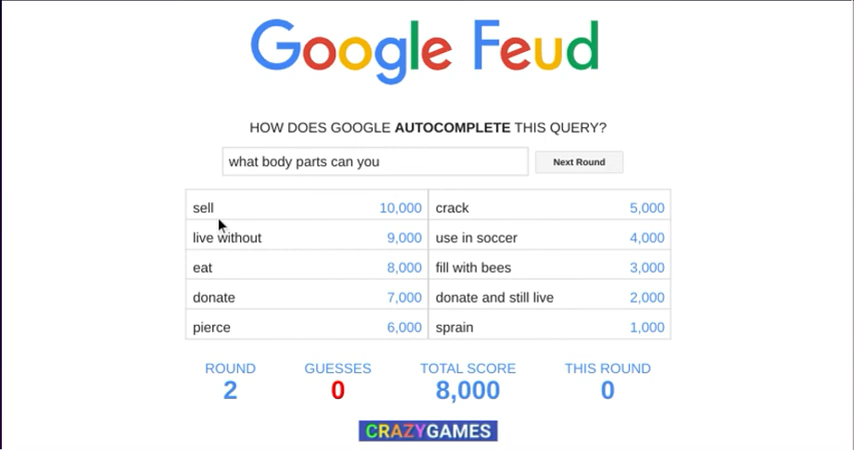 Google Feud
HOW DOES GOOGLE AUTOCOMPLETE THIS QUERY?
what body parts can you Next Round
sell 10,000 crack 5,000
live without 9,000 use in soccer 4,000
eat 8,000 fill with bees 3,000
donate 7,000 donate and still live 2,000
pierce 6,000 sprain 1,000
ROUND GUESSES TOTAL SCORE THIS ROUND
2 0 8,000 0
CRAZYGAMES